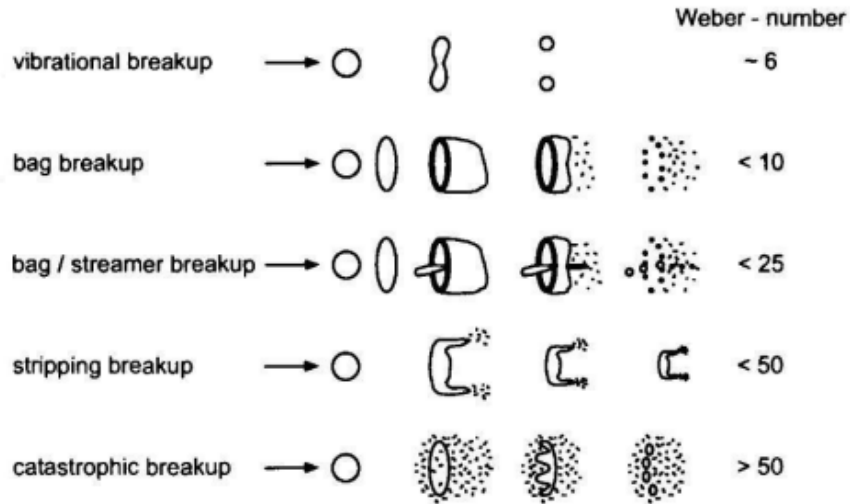 Weber - number
vibrational breakup ~ 6
bag breakup < 10
bag / streamer breakup < 25
stripping breakup < 50
catastrophic breakup > 50